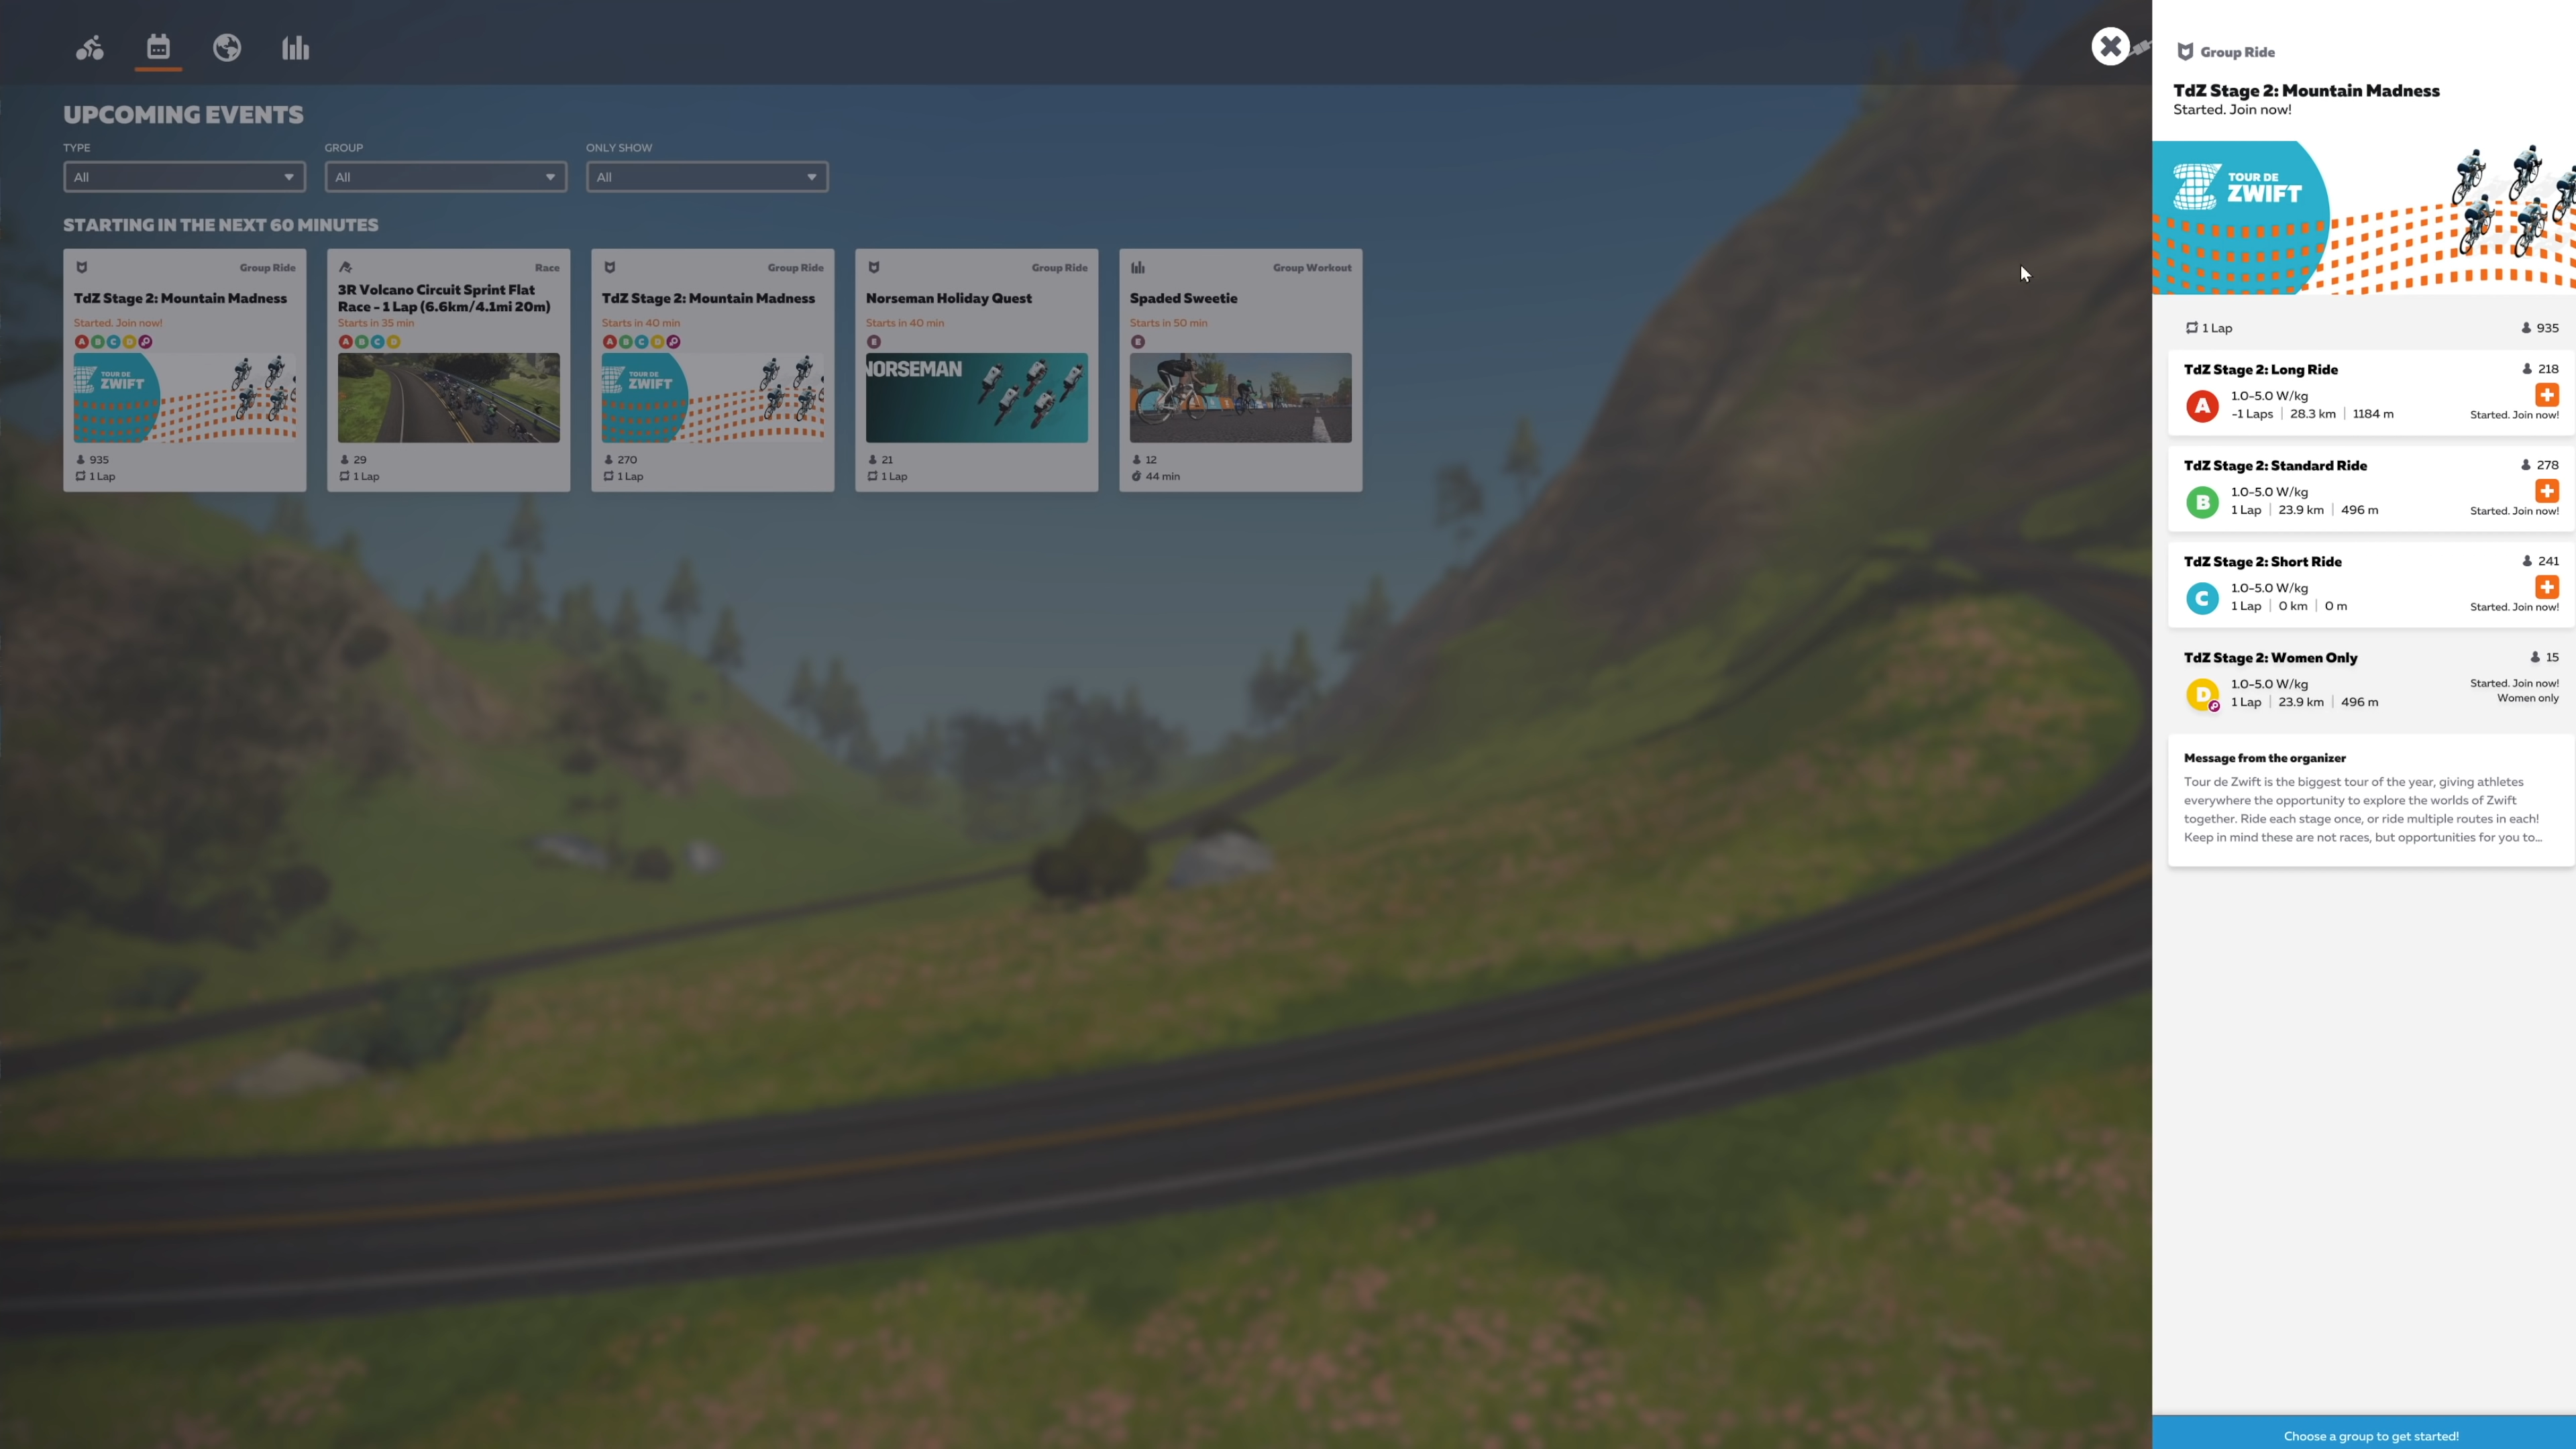 UPCOMING EVENTS
TYPE
GROUP
ONLY SHOW
All
All
All
STARTING IN THE NEXT 60 MINUTES
Group Ride
TdZ Stage 2: Mountain Madness
Started. Join now!
A B C D
TOUR DE
ZWIFT
935
1 Lap
Race
3R Volcano Circuit Sprint Flat
Race - 1 Lap (6.6km/4.1mi 20m)
Starts in 35 min
A B C D
29
1 Lap
Group Ride
TdZ Stage 2: Mountain Madness
Starts in 40 min
A B C D
TOUR DE
ZWIFT
270
1 Lap
Group Ride
Norseman Holiday Quest
Starts in 40 min
E
NORSEMAN
21
1 Lap
Group Workout
Spaded Sweetie
Starts in 50 min
E
12
44 min
Group Ride
TdZ Stage 2: Mountain Madness
Started. Join now!
TOUR DE
ZWIFT
1 Lap
935
TdZ Stage 2: Long Ride
218
A
1.0-5.0 W/kg
-1 Laps | 28.3 km | 1184 m
Started. Join now!
TdZ Stage 2: Standard Ride
278
B
1.0-5.0 W/kg
1 Lap | 23.9 km | 496 m
Started. Join now!
TdZ Stage 2: Short Ride
241
C
1.0-5.0 W/kg
1 Lap | 0 km | 0 m
Started. Join now!
TdZ Stage 2: Women Only
15
D
1.0-5.0 W/kg
1 Lap | 23.9 km | 496 m
Started. Join now!
Women only
Message from the organizer
Tour de Zwift is the biggest tour of the year, giving athletes
everywhere the opportunity to explore the worlds of Zwift
together. Ride each stage once, or ride multiple routes in each!
Keep in mind these are not races, but opportunities for you to...
Choose a group to get started!